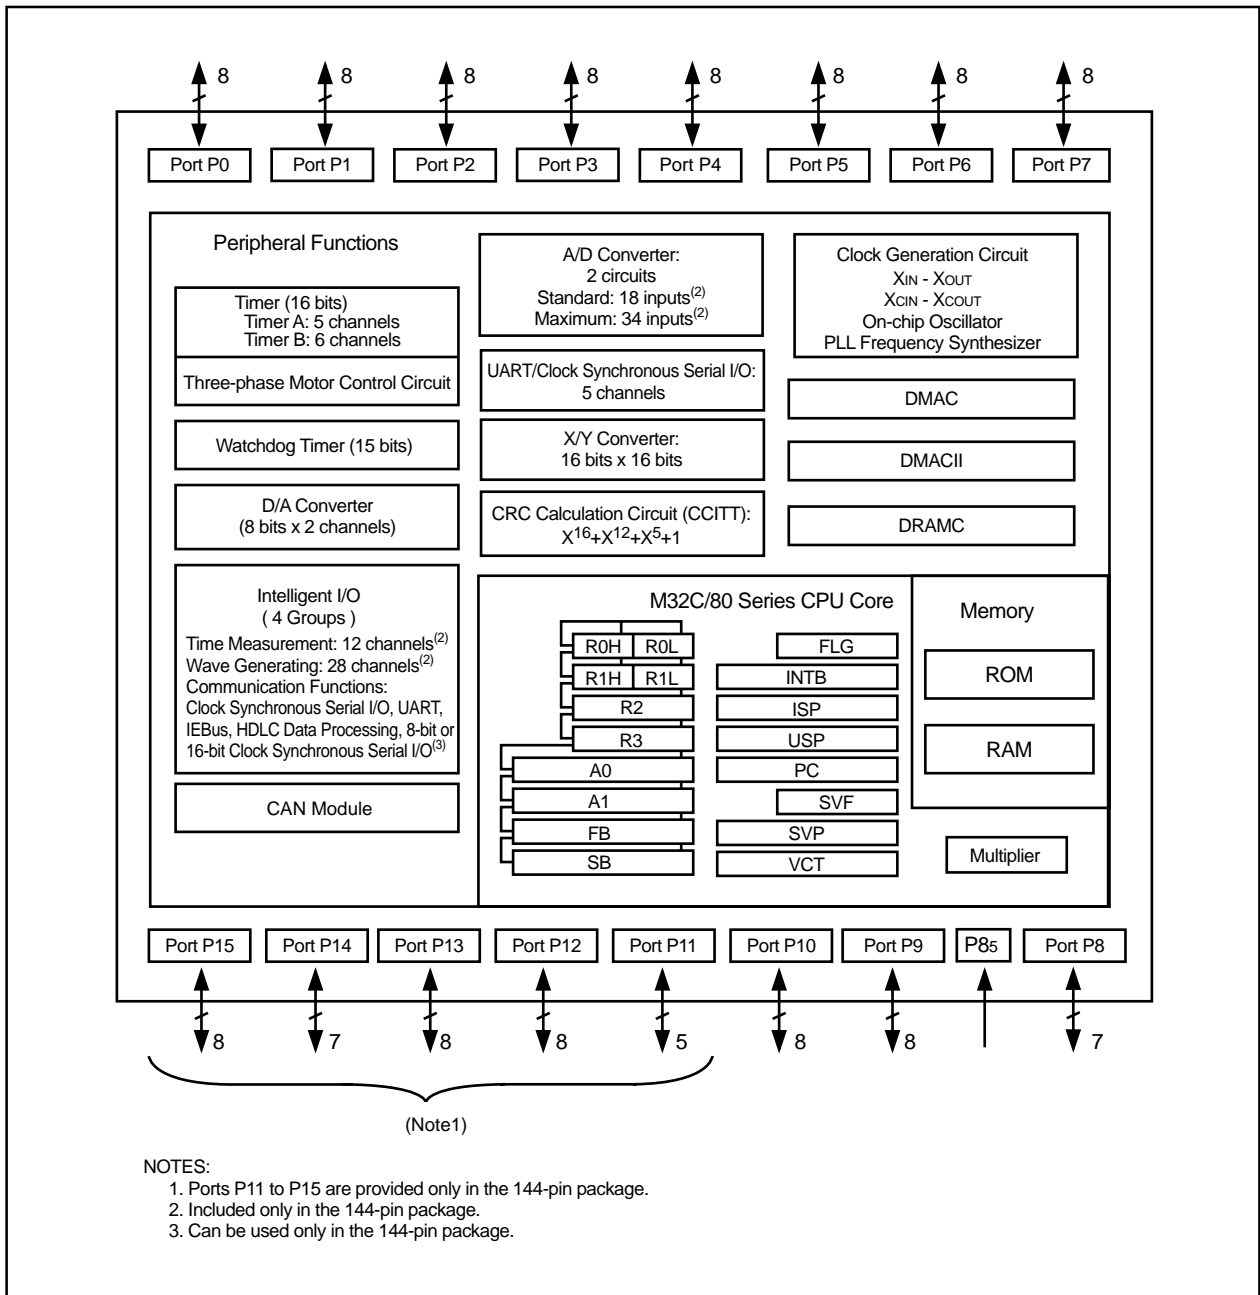 8 8 8 8 8 8 8 8
Port P0 Port P1 Port P2 Port P3 Port P4 Port P5 Port P6 Port P7
Peripheral Functions
Timer (16 bits)
Timer A: 5 channels
Timer B: 6 channels
Three-phase Motor Control Circuit
Watchdog Timer (15 bits)
D/A Converter
(8 bits x 2 channels)
Intelligent I/O
( 4 Groups )
Time Measurement: 12 channels(2)
Wave Generating: 28 channels(2)
Communication Functions:
Clock Synchronous Serial I/O, UART,
IEBus, HDLC Data Processing, 8-bit or
16-bit Clock Synchronous Serial I/O(3)
CAN Module
A/D Converter:
2 circuits
Standard: 18 inputs(2)
Maximum: 34 inputs(2)
UART/Clock Synchronous Serial I/O:
5 channels
X/Y Converter:
16 bits x 16 bits
CRC Calculation Circuit (CCITT):
X16+X12+X5+1
Clock Generation Circuit
XIN - XOUT
XCIN - XCOUT
On-chip Oscillator
PLL Frequency Synthesizer
DMAC
DMACII
DRAMC
M32C/80 Series CPU Core
R0H R0L
R1H R1L
R2
R3
A0
A1
FB
SB
FLG
INTB
ISP
USP
PC
SVF
SVP
VCT
Memory
ROM
RAM
Multiplier
Port P15 Port P14 Port P13 Port P12 Port P11 Port P10 Port P9 P85 Port P8
8 7 8 8 5 8 8 7
(Note1)
NOTES:
1. Ports P11 to P15 are provided only in the 144-pin package.
2. Included only in the 144-pin package.
3. Can be used only in the 144-pin package.